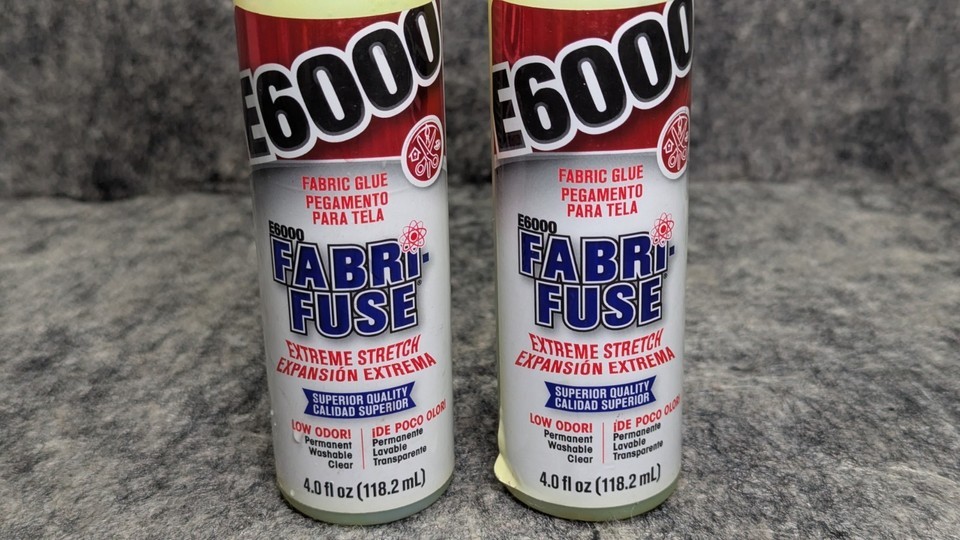 E6000
FABRIC GLUE
PEGAMENTO
PARA TELA
E6000
FABRI-
FUSE
EXTREME STRETCH
EXPANSIÓN EXTREMA
SUPERIOR QUALITY
CALIDAD SUPERIOR
LOW ODOR!
Permanent
Washable
Clear
¡DE POCO OLOR!
Permanente
Lavable
Transparente
4.0 fl oz (118.2 mL)
E6000
FABRIC GLUE
PEGAMENTO
PARA TELA
E6000
FABRI-
FUSE
EXTREME STRETCH
EXPANSIÓN EXTREMA
SUPERIOR QUALITY
CALIDAD SUPERIOR
LOW ODOR!
Permanent
Washable
Clear
¡DE POCO OLOR!
Permanente
Lavable
Transparente
4.0 fl oz (118.2 mL)